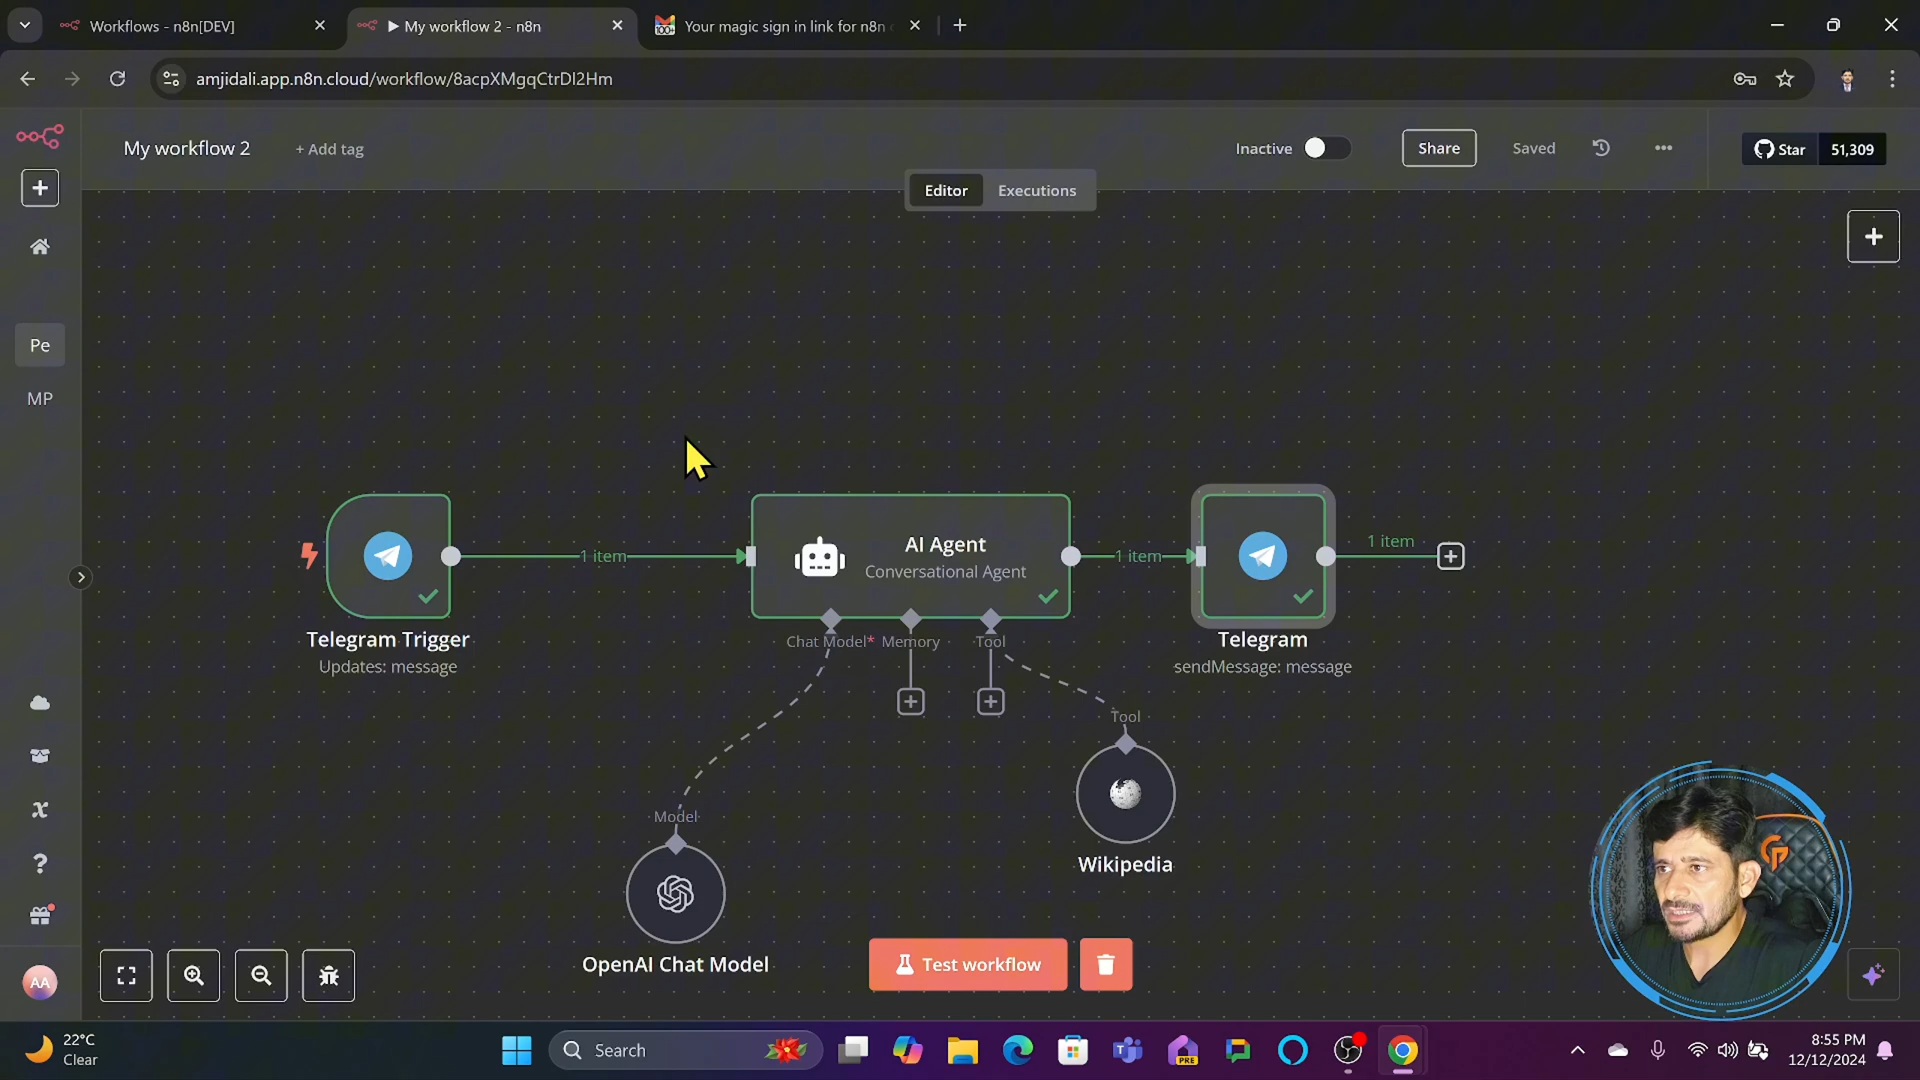 Workflows - n8n[DEV]
My workflow 2 - n8n
Your magic sign in link for n8n
amjidali.app.n8n.cloud/workflow/8acpXMgqCtrDl2Hm
My workflow 2
+ Add tag
Inactive
Share
Saved
Star
51,309
Editor
Executions
Pe
MP
1 item
AI Agent
Conversational Agent
1 item
1 item
Telegram Trigger
Updates: message
Chat Model*
Memory
Tool
Telegram
sendMessage: message
Tool
Model
Wikipedia
OpenAI Chat Model
Test workflow
AA
22°C
Clear
Search
PRE
8:55 PM
12/12/2024